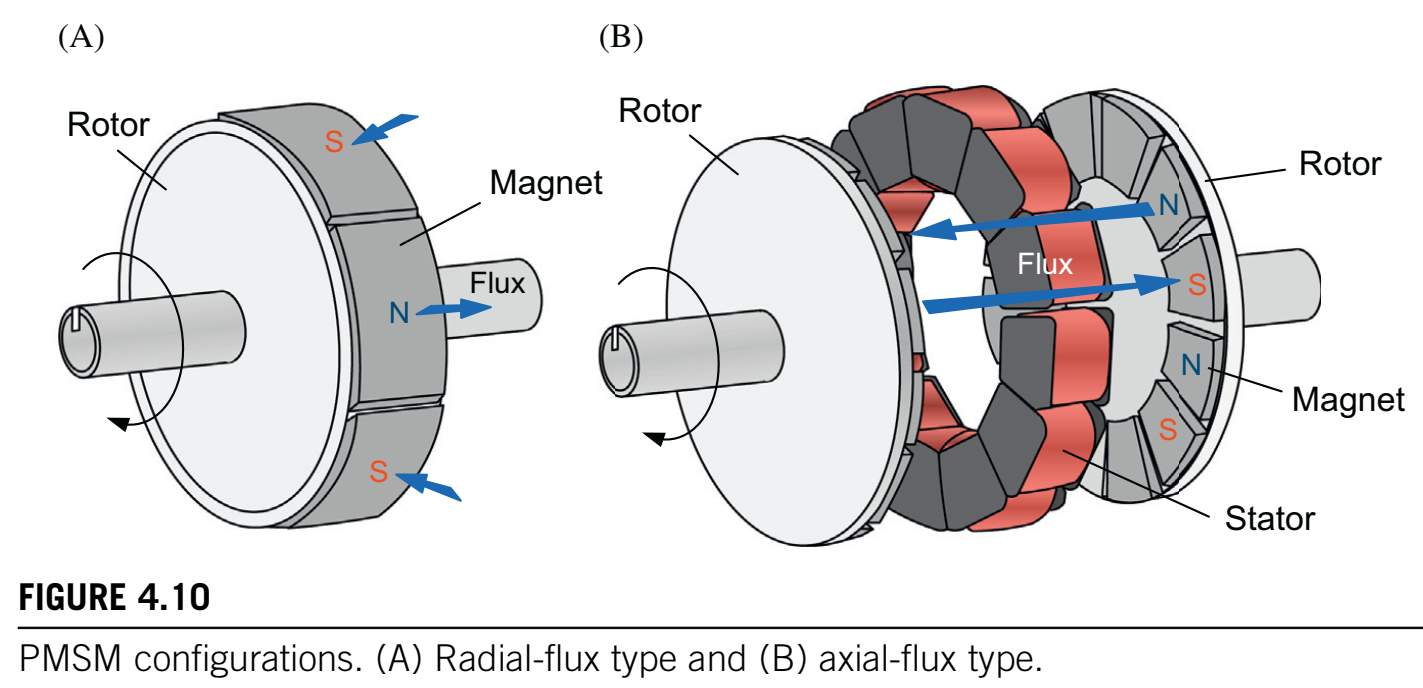 (A)
Rotor
S
Magnet
N
Flux
S
(B)
Rotor
Rotor
N
Flux
S
N
Magnet
S
Stator
FIGURE 4.10
PMSM configurations. (A) Radial-flux type and (B) axial-flux type.